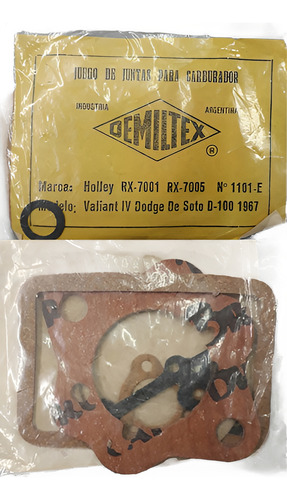 JUEGO DE JUNTAS PARA CARBURADOR
INDUSTRIA ARGENTINA
DEMILTEX
®
Marca: Holley RX-7001 RX-7005 Nº 1101-E
Modelo: Valiant IV Dodge De Soto D-100 1967